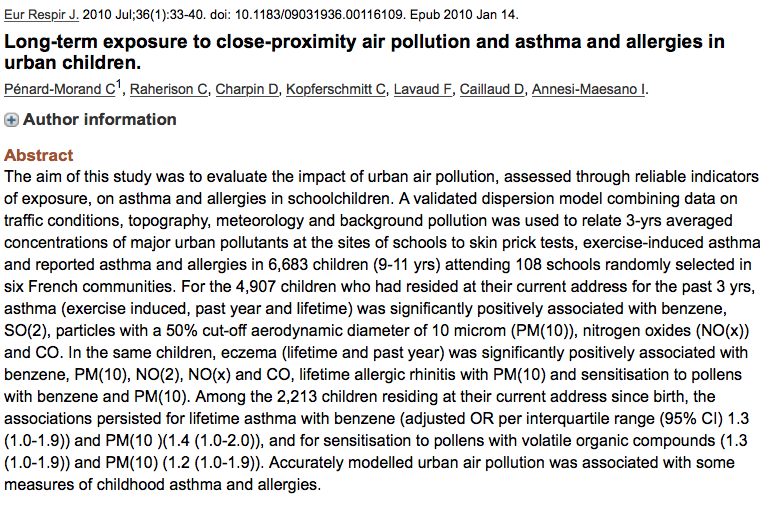 Eur Respir J. 2010 Jul;36(1):33-40. doi: 10.1183/09031936.00116109. Epub 2010 Jan 14.
Long-term exposure to close-proximity air pollution and asthma and allergies in
urban children.
Pénard-Morand C1, Raherison C, Charpin D, Kopferschmitt C, Lavaud F, Caillaud D, Annesi-Maesano I.
Author information
Abstract
The aim of this study was to evaluate the impact of urban air pollution, assessed through reliable indicators
of exposure, on asthma and allergies in schoolchildren. A validated dispersion model combining data on
traffic conditions, topography, meteorology and background pollution was used to relate 3-yrs averaged
concentrations of major urban pollutants at the sites of schools to skin prick tests, exercise-induced asthma
and reported asthma and allergies in 6,683 children (9-11 yrs) attending 108 schools randomly selected in
six French communities. For the 4,907 children who had resided at their current address for the past 3 yrs,
asthma (exercise induced, past year and lifetime) was significantly positively associated with benzene,
SO(2), particles with a 50% cut-off aerodynamic diameter of 10 microm (PM(10)), nitrogen oxides (NO(x))
and CO. In the same children, eczema (lifetime and past year) was significantly positively associated with
benzene, PM(10), NO(2), NO(x) and CO, lifetime allergic rhinitis with PM(10) and sensitisation to pollens
with benzene and PM(10). Among the 2,213 children residing at their current address since birth, the
associations persisted for lifetime asthma with benzene (adjusted OR per interquartile range (95% CI) 1.3
(1.0-1.9)) and PM(10 )(1.4 (1.0-2.0)), and for sensitisation to pollens with volatile organic compounds (1.3
(1.0-1.9)) and PM(10) (1.2 (1.0-1.9)). Accurately modelled urban air pollution was associated with some
measures of childhood asthma and allergies.